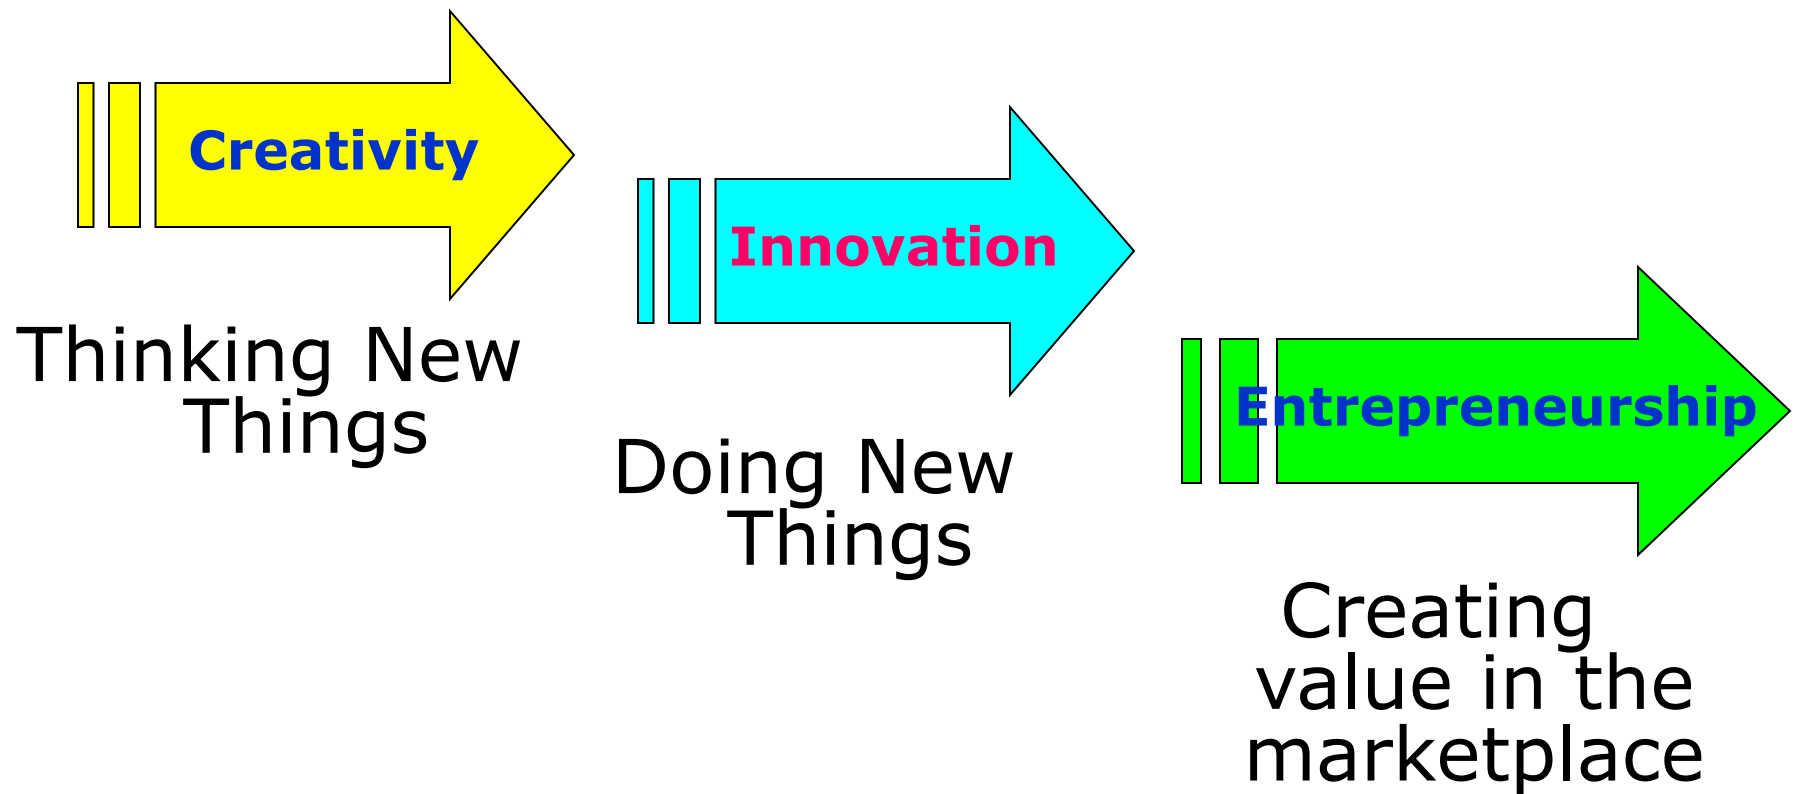 Creativity
Thinking New
Things
Innovation
Doing New
Things
Entrepreneurship
Creating
value in the
marketplace